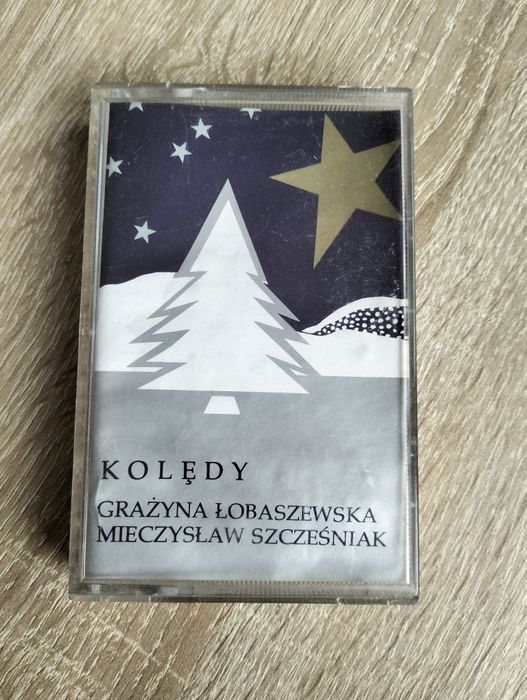 KOLĘDY
GRAŻYNA ŁOBASZEWSKA
MIECZYSŁAW SZCZEŚNIAK